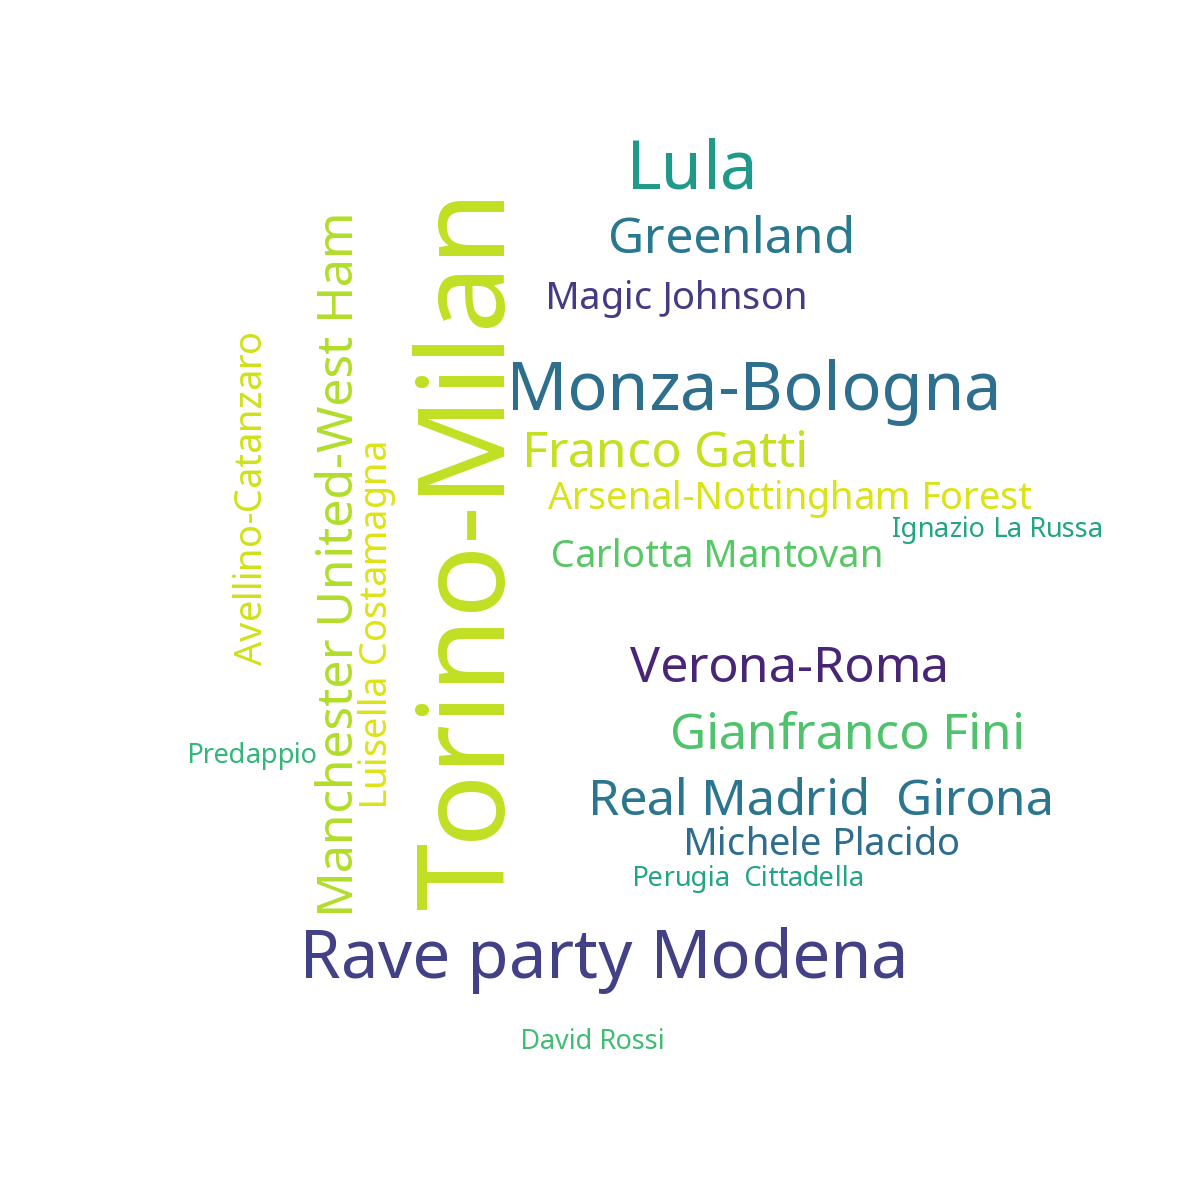 Lula
Greenland
Magic Johnson
Monza-Bologna
Franco Gatti
Arsenal-Nottingham Forest
Ignazio La Russa
Carlotta Mantovan
Verona-Roma
Gianfranco Fini
Real Madrid  Girona
Michele Placido
Perugia  Cittadella
Rave party Modena
David Rossi
Torino-Milan
Luisella Costamagna
Manchester United-West Ham
Avellino-Catanzaro
Predappio